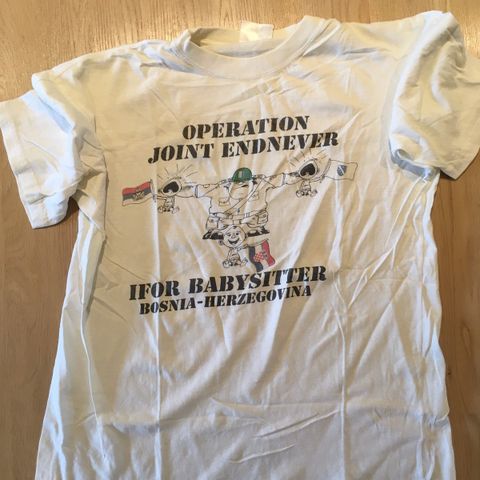 OPERATION
JOINT ENDNEVER
IFOR BABYSITTER
BOSNIA-HERZEGOVINA